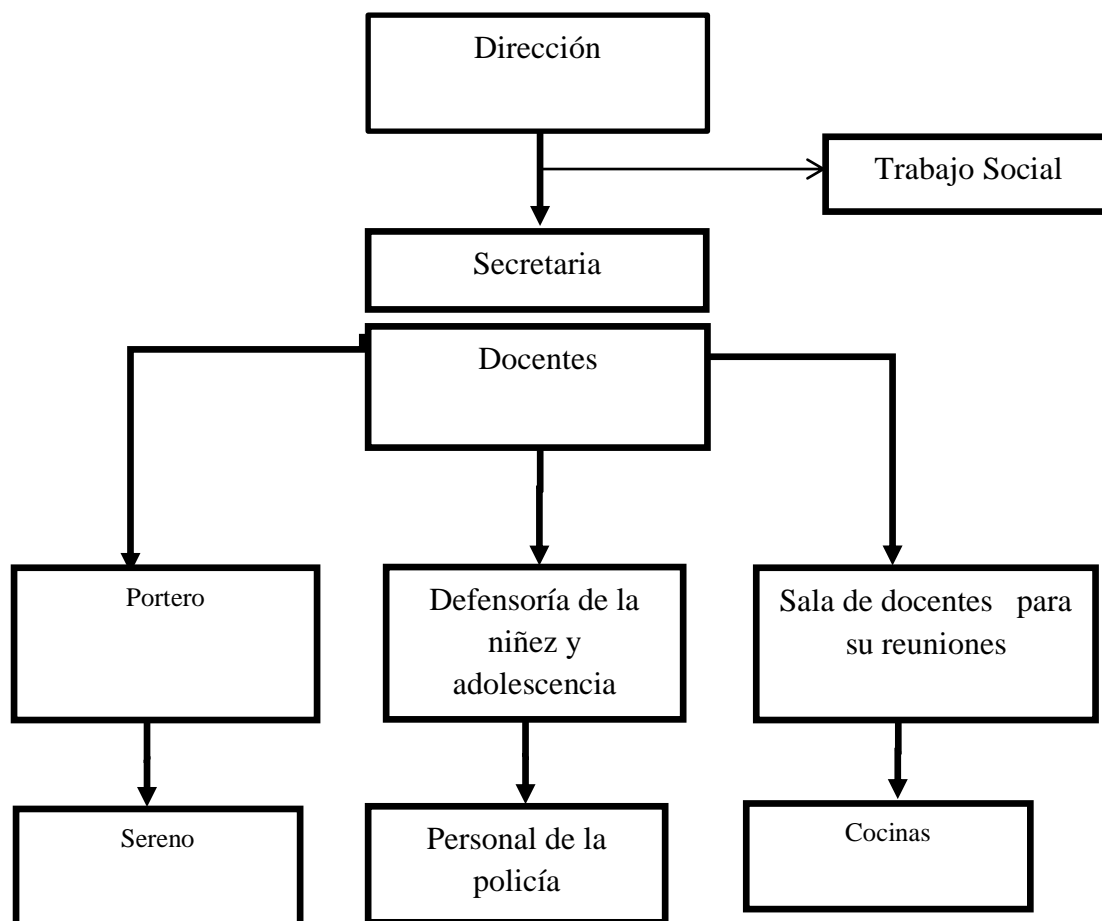 Dirección
Trabajo Social
Secretaria
Docentes
Portero
Defensoría de la
niñez y
adolescencia
Sala de docentes para
su reuniones
Sereno
Personal de la
policía
Cocinas